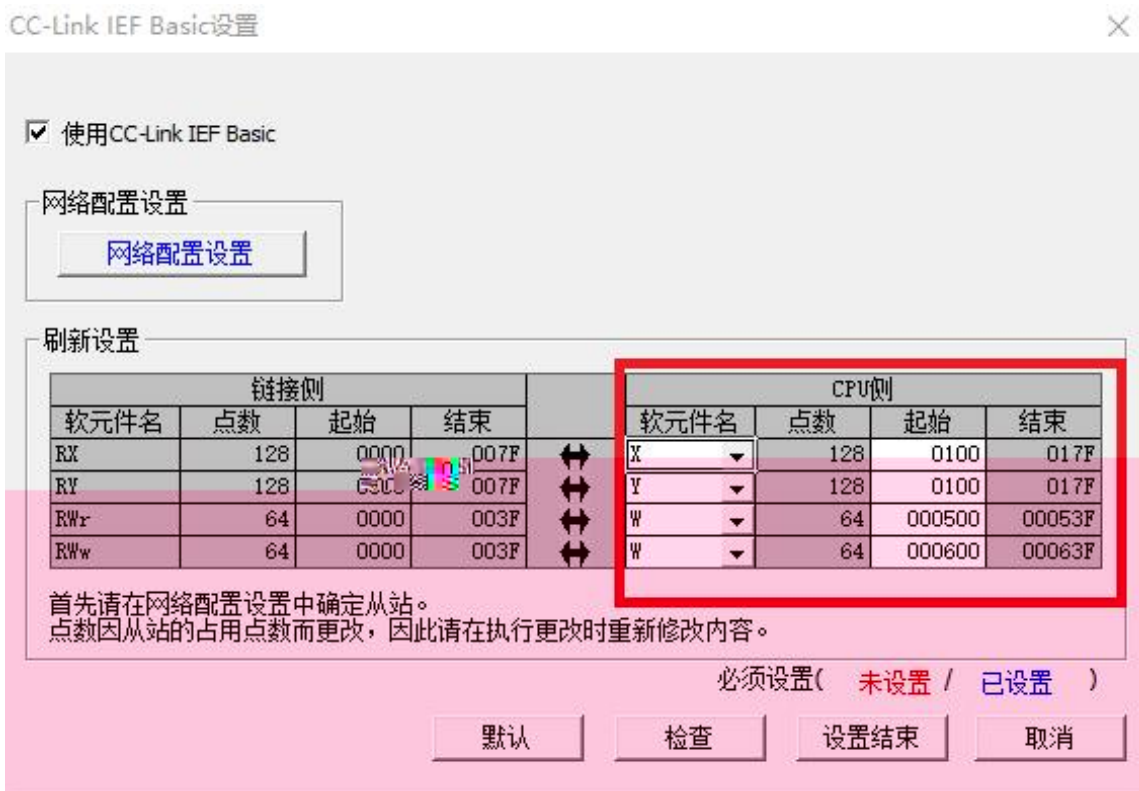 CC-Link IEF Basic设置
使用CC-Link IEF Basic
网络配置设置
网络配置设置
刷新设置
链接侧 CPU侧
软元件名 点数 起始 结束 软元件名 点数 起始 结束
RX 128 0000 007F X 128 0100 017F
RY 128 007F Y 128 0100 017F
RWr 64 0000 003F W 64 000500 00053F
RWw 64 0000 003F W 64 000600 00063F
首先请在网络配置设置中确定从站。
点数因从站的占用点数而更改，因此请在执行更改时重新修改内容。
必须设置( 未设置 / 已设置 )
默认 检查 设置结束 取消